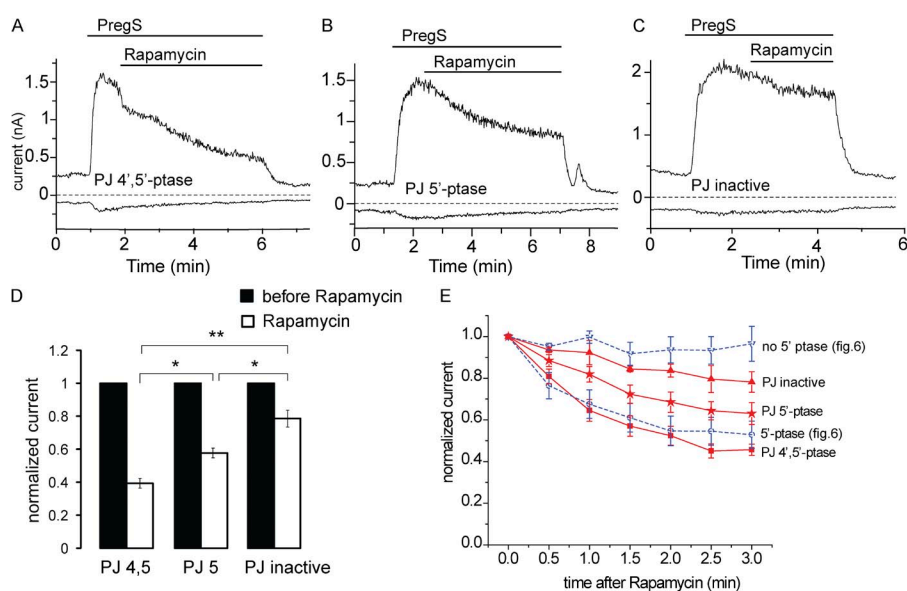 A
PregS
Rapamycin
1.5
1.0
0.5
0
current (nA)
PJ 4',5'-ptase
0 2 4 6
Time (min)
B
PregS
Rapamycin
1.5
1
0.5
0
PJ 5'-ptase
0 2 4 6 8
Time (min)
C
PregS
Rapamycin
2
1
0
PJ inactive
0 2 4 6
Time (min)
D
before Rapamycin
Rapamycin
**
* *
1.2
1
0.8
0.6
0.4
0.2
0
normalized current
PJ 4,5 PJ 5 PJ inactive
E
1.0
0.8
0.6
0.4
0.2
0.0
normalized current
no 5' ptase (fig.6)
PJ inactive
PJ 5'-ptase
5'-ptase (fig.6)
PJ 4',5'-ptase
0.0 0.5 1.0 1.5 2.0 2.5 3.0
time after Rapamycin (min)